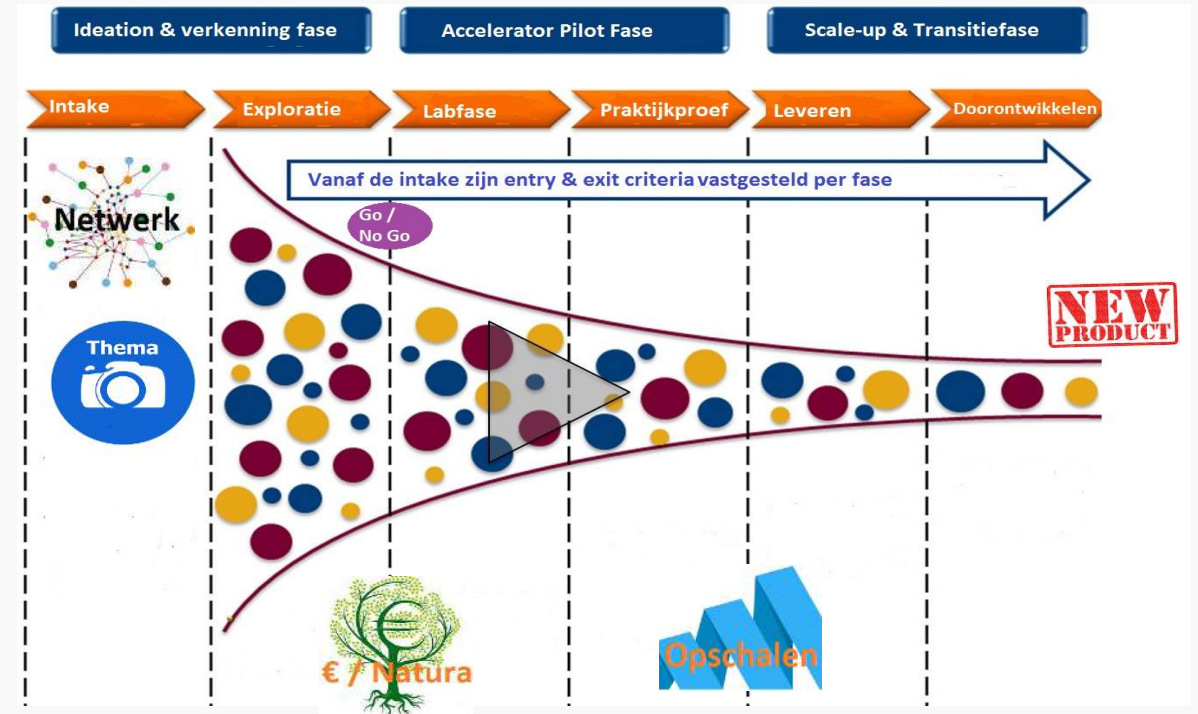 Ideation & verkenning fase
Accelerator Pilot Fase
Scale-up & Transitiefase
Intake
Exploratie
Labfase
Praktijkproef
Leveren
Doorontwikkelen
Vanaf de intake zijn entry & exit criteria vastgesteld per fase
Netwerk
Go /
No Go
Thema
NEW
PRODUCT
€ / Natura
Opschalen